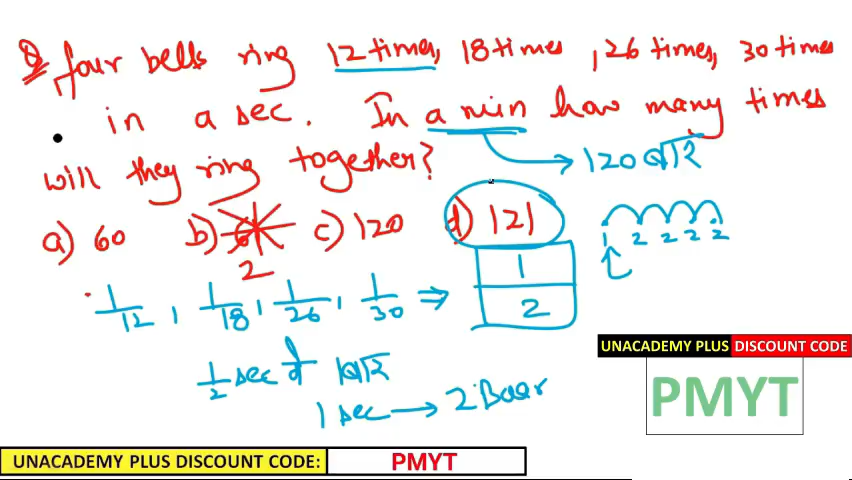 Q four bells ring 12 times, 18 times, 26 times, 30 times
in a sec. In a min how many times
will they ring together?
120 बार
a) 60 b) 2 c) 120 d) 121
1 2 2 2 2
1/12, 1/18, 1/26, 1/30 ⇒ 1/2
1/2 sec में 1 बार
1 sec → 2 Baar
UNACADEMY PLUS DISCOUNT CODE
PMYT
UNACADEMY PLUS DISCOUNT CODE: PMYT